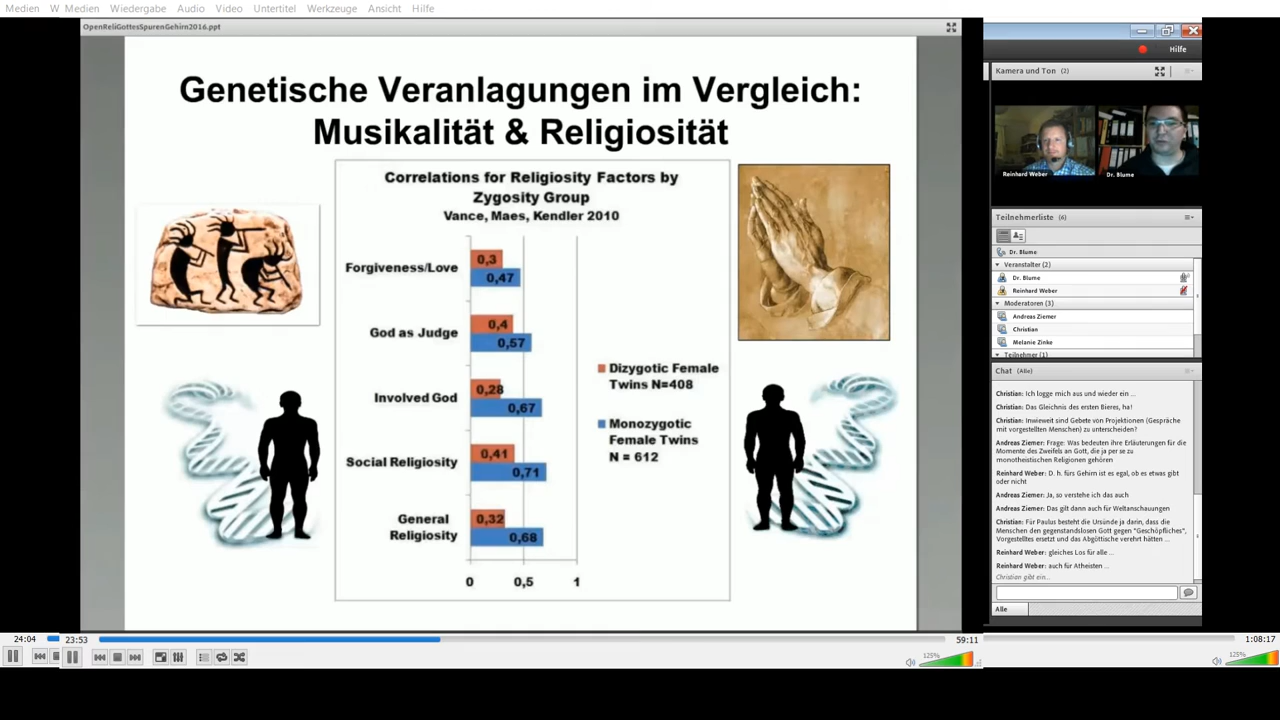 Medien W Medien Wiedergabe Audio Video Untertitel Werkzeuge Ansicht Hilfe
OpenReliGottesSpurenGehirn2016.ppt
Genetische Veranlagungen im Vergleich:
Musikalität & Religiosität
Correlations for Religiosity Factors by
Zygosity Group
Vance, Maes, Kendler 2010
Forgiveness/Love
0,3
0,47
God as Judge
0,4
0,57
Involved God
0,28
0,67
Social Religiosity
0,41
0,71
General
Religiosity
0,32
0,68
0 0,5 1
Dizygotic Female
Twins N=408
Monozygotic
Female Twins
N = 612
Hilfe
Kamera und Ton (2)
Reinhard Weber
Dr. Blume
Teilnehmerliste (6)
Dr. Blume
Veranstalter (2)
Dr. Blume
Reinhard Weber
Moderatoren (3)
Andreas Ziemer
Christian
Melanie Zinke
Teilnehmer (1)
Chat (Alle)
Christian: Ich logge mich aus und wieder ein ...
Christian: Das Gleichnis des ersten Bieres, ha!
Christian: Inwieweit sind Gebete von Projektionen (Gespräche
mit vorgestellten Menschen) zu unterscheiden?
Andreas Ziemer: Frage: Was bedeuten ihre Erläuterungen für die
Momente des Zweifels an Gott, die ja per se zu
monotheistischen Religionen gehören
Reinhard Weber: D. h. fürs Gehirn ist es egal, ob es etwas gibt
oder nicht
Andreas Ziemer: Ja, so verstehe ich das auch
Andreas Ziemer: Das gilt dann auch für Weltanschauungen
Christian: Für Paulus besteht die Ursünde ja darin, dass die
Menschen den gegenstandslosen Gott gegen "Geschöpfliches",
Vorgestelltes ersetzt und das Abgöttische verehrt hätten ...
Reinhard Weber: gleiches Los für alle ...
Reinhard Weber: auch für Atheisten ...
Christian gibt ein...
Alle
24:04 23:53 59:11 1:08:17
125% 125%